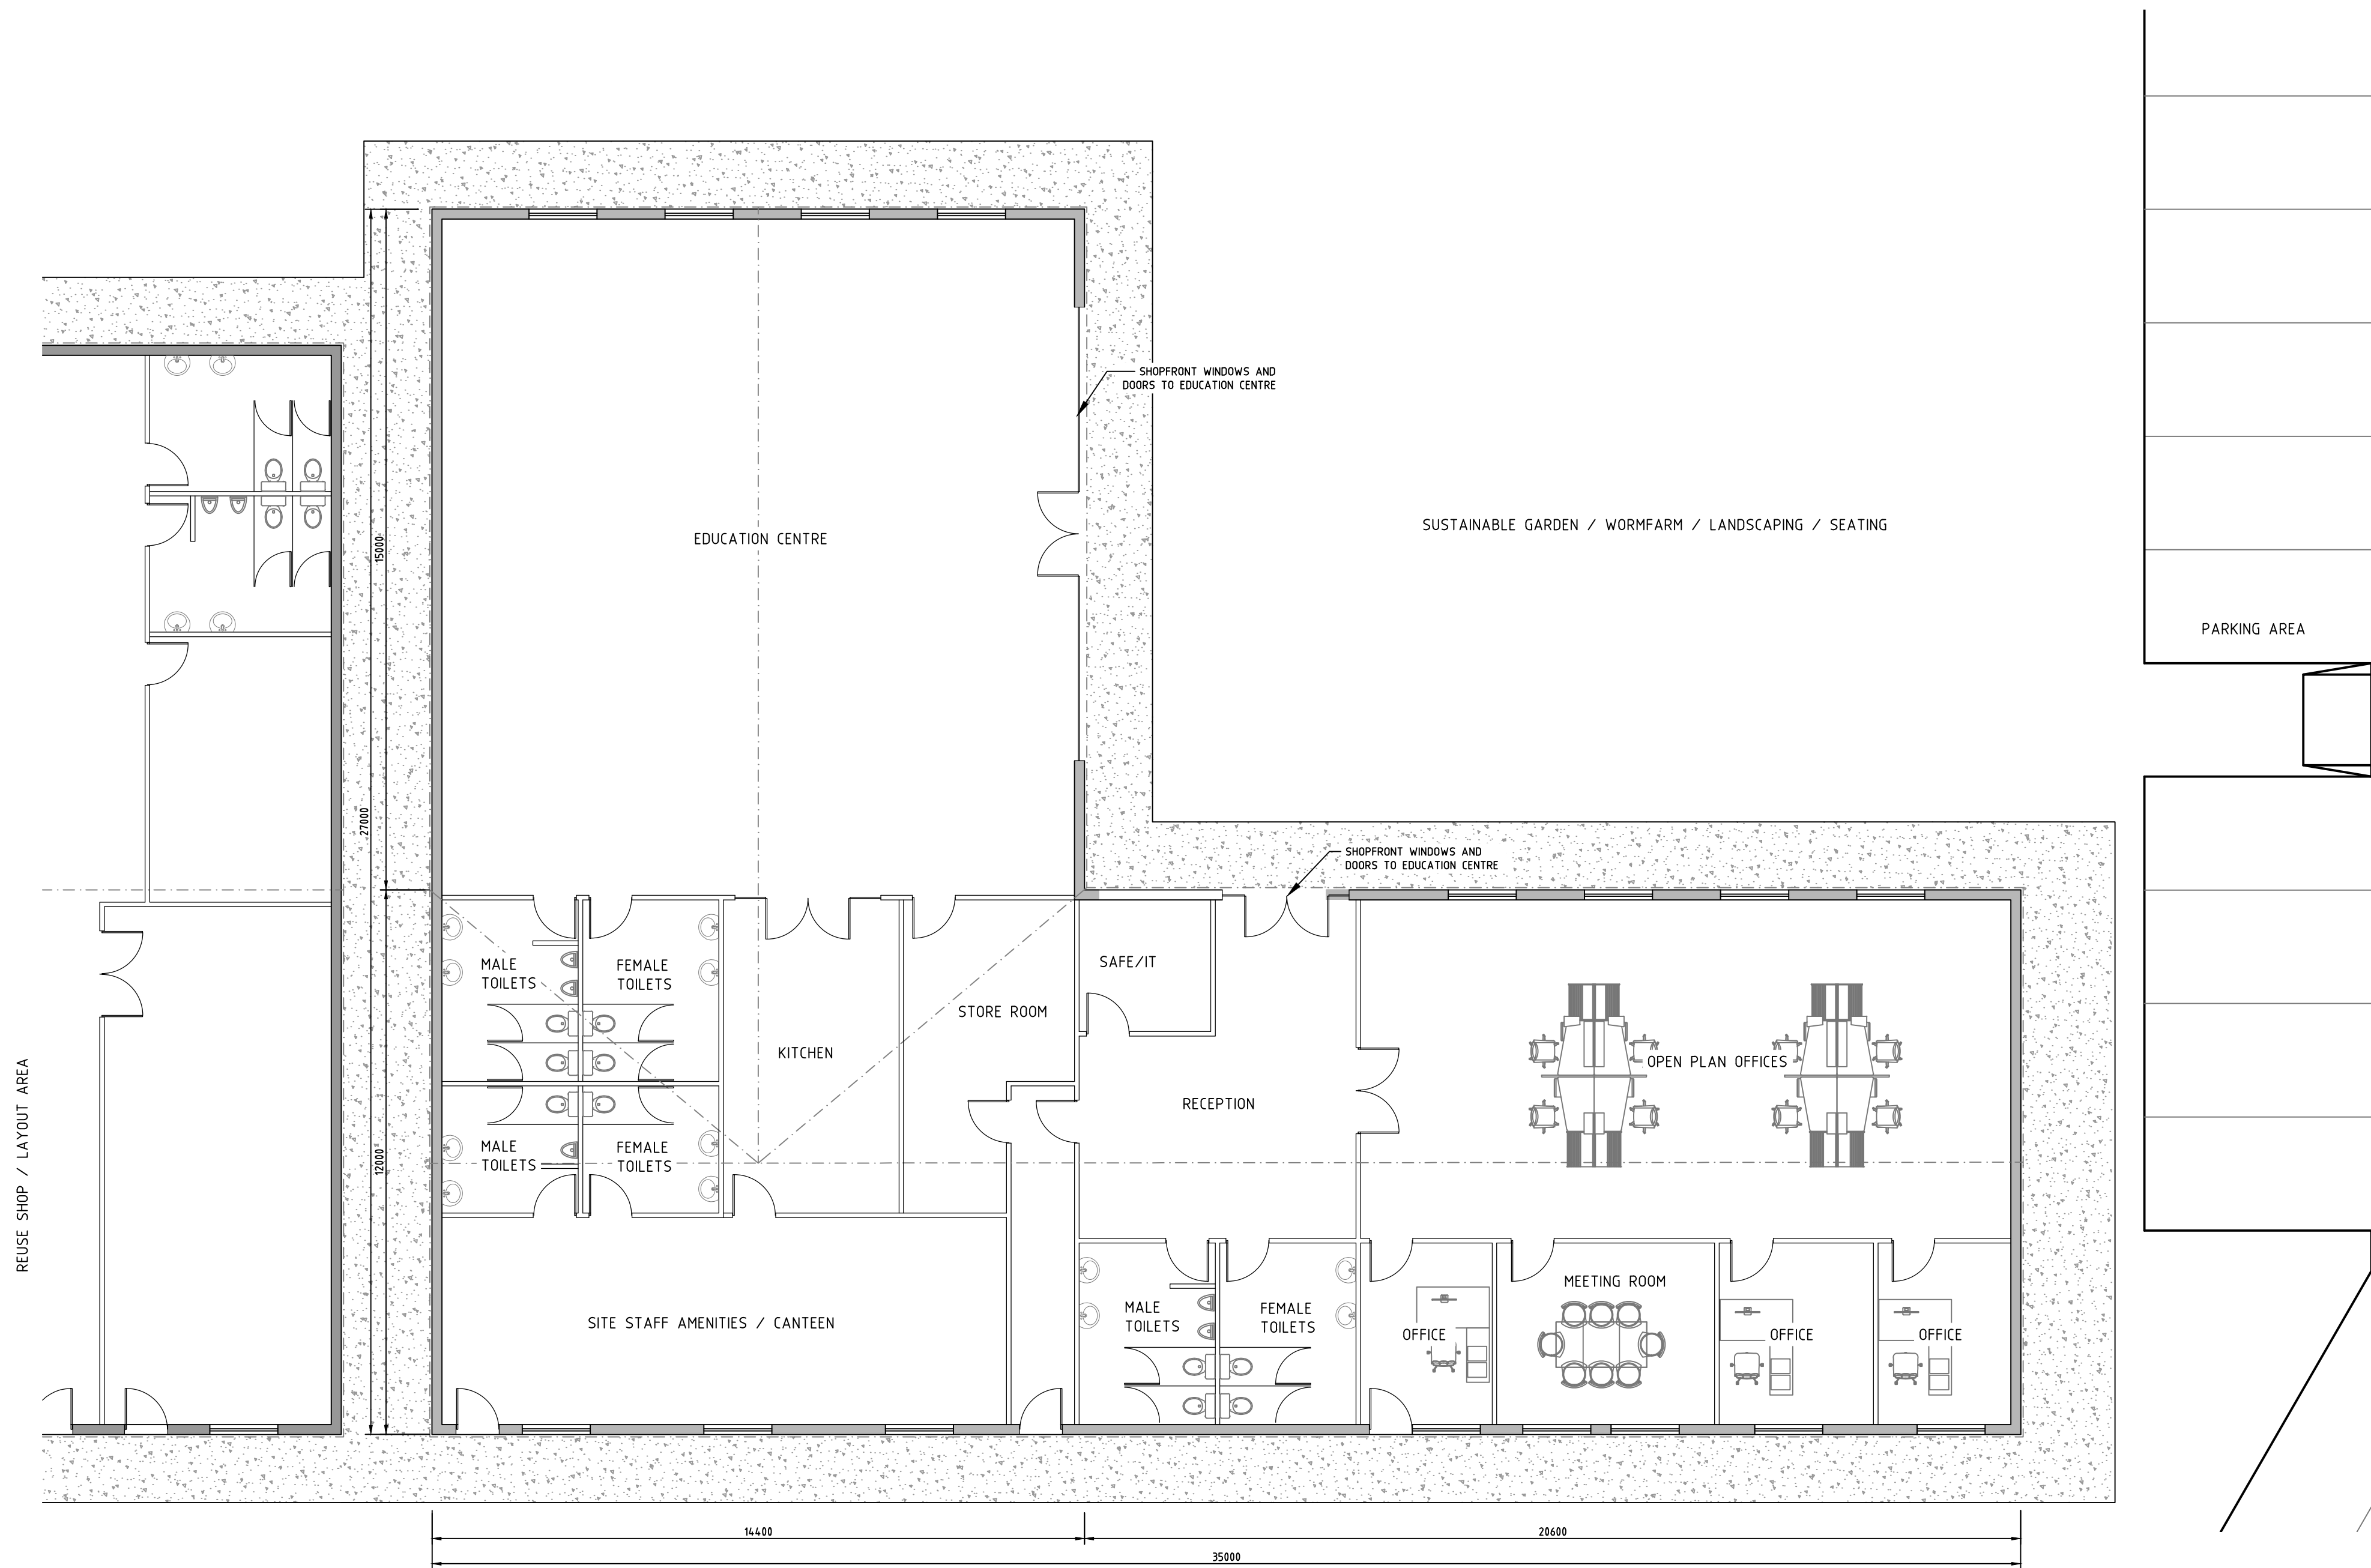 SHOPFRONT WINDOWS AND
DOORS TO EDUCATION CENTRE
EDUCATION CENTRE
SUSTAINABLE GARDEN / WORMFARM / LANDSCAPING / SEATING
15000
PARKING AREA
27000
SHOPFRONT WINDOWS AND
DOORS TO EDUCATION CENTRE
MALE
TOILETS
FEMALE
TOILETS
SAFE/IT
STORE ROOM
KITCHEN
OPEN PLAN OFFICES
RECEPTION
REUSE SHOP / LAYOUT AREA
12000
MALE
TOILETS
FEMALE
TOILETS
MEETING ROOM
SITE STAFF AMENITIES / CANTEEN
MALE
TOILETS
FEMALE
TOILETS
OFFICE
OFFICE
OFFICE
14400
20600
35000